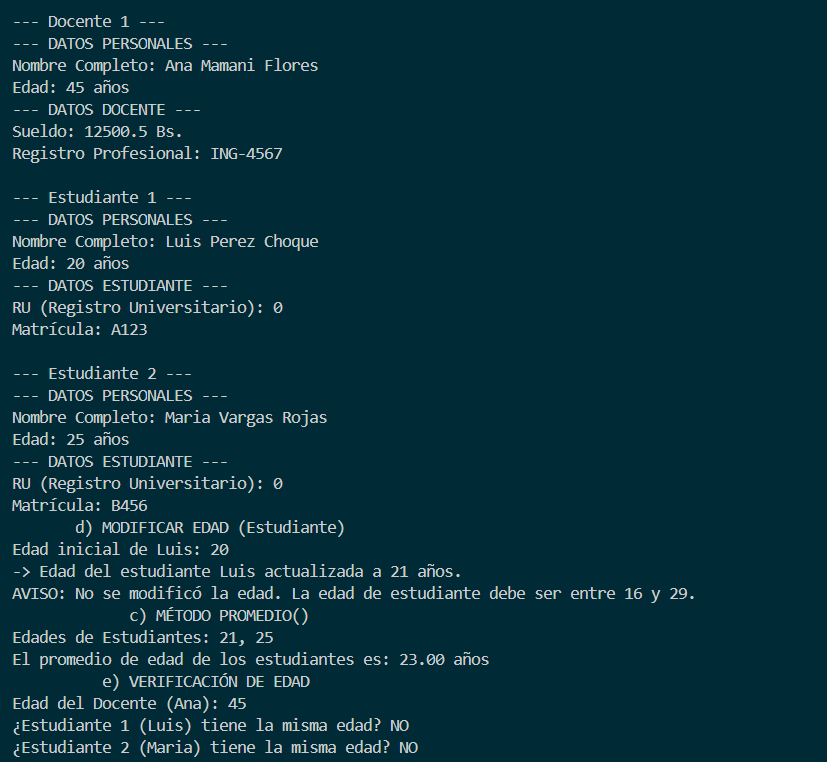 --- Docente 1 ---
--- DATOS PERSONALES ---
Nombre Completo: Ana Mamani Flores
Edad: 45 años
--- DATOS DOCENTE ---
Sueldo: 12500.5 Bs.
Registro Profesional: ING-4567

--- Estudiante 1 ---
--- DATOS PERSONALES ---
Nombre Completo: Luis Perez Choque
Edad: 20 años
--- DATOS ESTUDIANTE ---
RU (Registro Universitario): 0
Matrícula: A123

--- Estudiante 2 ---
--- DATOS PERSONALES ---
Nombre Completo: Maria Vargas Rojas
Edad: 25 años
--- DATOS ESTUDIANTE ---
RU (Registro Universitario): 0
Matrícula: B456
d) MODIFICAR EDAD (Estudiante)
Edad inicial de Luis: 20
-> Edad del estudiante Luis actualizada a 21 años.
AVISO: No se modificó la edad. La edad de estudiante debe ser entre 16 y 29.
c) MÉTODO PROMEDIO()
Edades de Estudiantes: 21, 25
El promedio de edad de los estudiantes es: 23.00 años
e) VERIFICACIÓN DE EDAD
Edad del Docente (Ana): 45
¿Estudiante 1 (Luis) tiene la misma edad? NO
¿Estudiante 2 (Maria) tiene la misma edad? NO